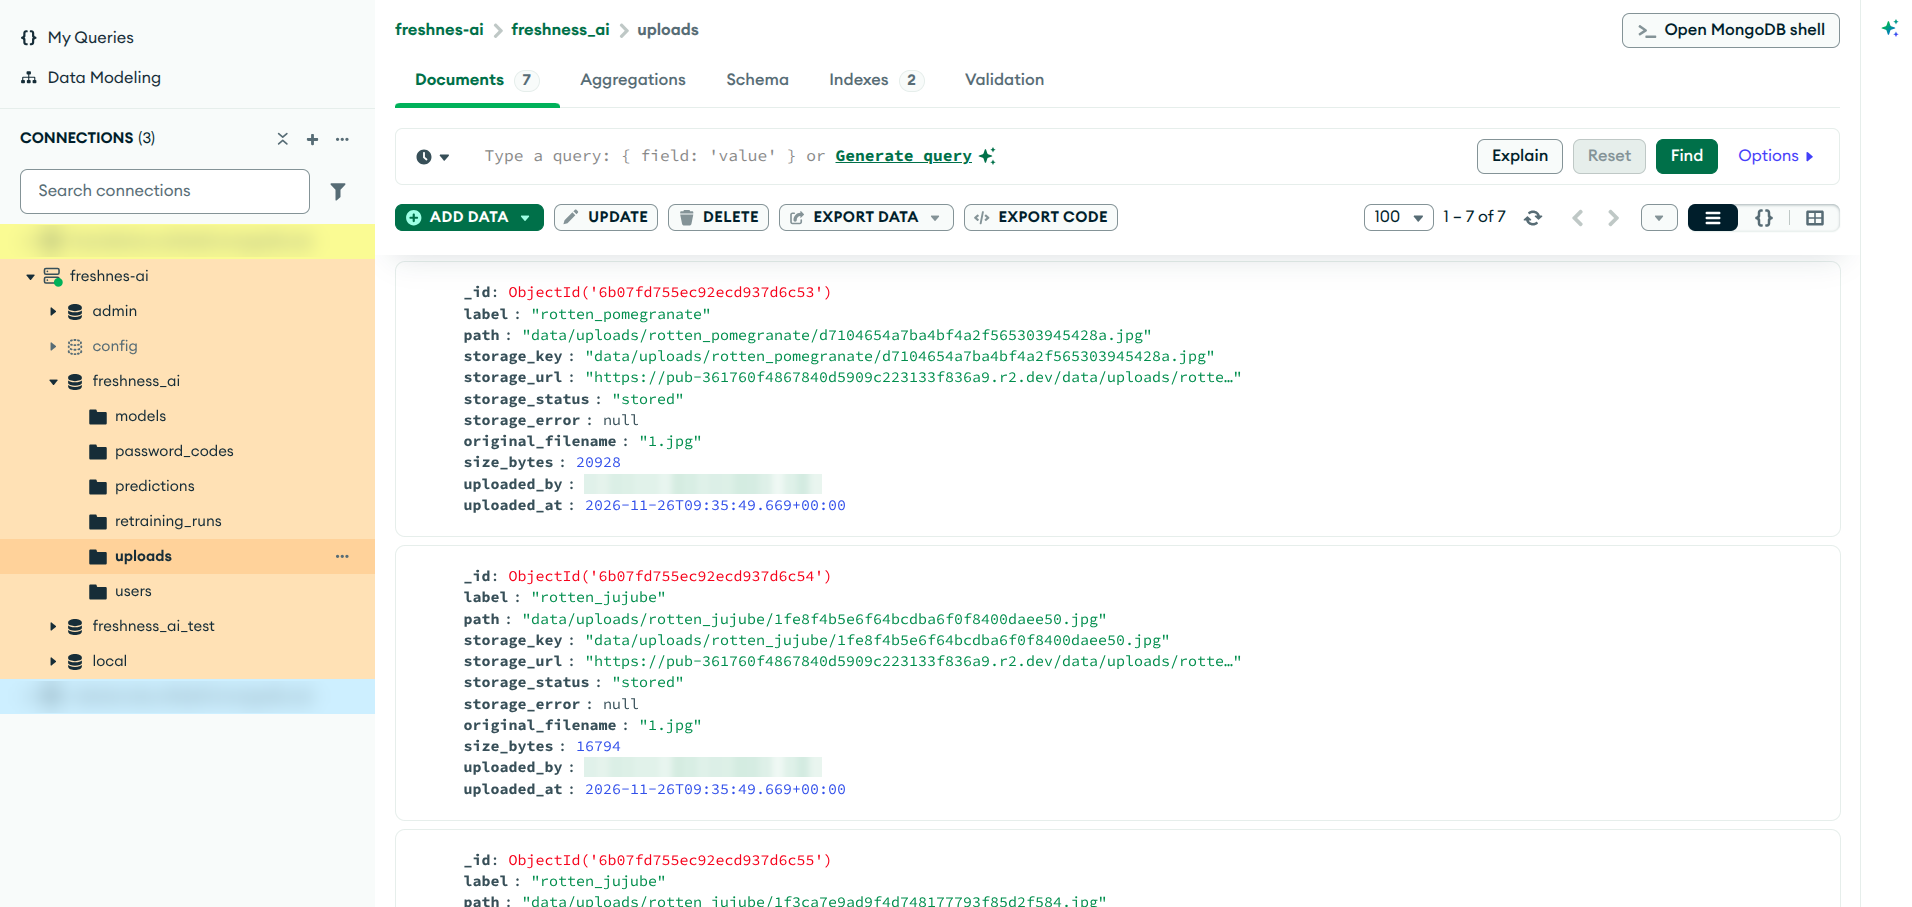 My Queries
Data Modeling
CONNECTIONS (3)
Search connections
freshnes-ai
admin
config
freshness_ai
models
password_codes
predictions
retraining_runs
uploads
users
freshness_ai_test
local
freshnes-ai > freshness_ai > uploads
>_ Open MongoDB shell
Documents 7 Aggregations Schema Indexes 2 Validation
Type a query: { field: 'value' } or Generate query
Explain Reset Find Options
ADD DATA UPDATE DELETE EXPORT DATA </> EXPORT CODE
100 1 – 7 of 7 {}
_id: ObjectId('6b07fd755ec92ecd937d6c53')
label : "rotten_pomegranate"
path : "data/uploads/rotten_pomegranate/d7104654a7ba4bf4a2f565303945428a.jpg"
storage_key : "data/uploads/rotten_pomegranate/d7104654a7ba4bf4a2f565303945428a.jpg"
storage_url : "https://pub-361760f4867840d5909c223133f836a9.r2.dev/data/uploads/rotte…"
storage_status : "stored"
storage_error : null
original_filename : "1.jpg"
size_bytes : 20928
uploaded_by :
uploaded_at : 2026-11-26T09:35:49.669+00:00
_id: ObjectId('6b07fd755ec92ecd937d6c54')
label : "rotten_jujube"
path : "data/uploads/rotten_jujube/1fe8f4b5e6f64bcdba6f0f8400daee50.jpg"
storage_key : "data/uploads/rotten_jujube/1fe8f4b5e6f64bcdba6f0f8400daee50.jpg"
storage_url : "https://pub-361760f4867840d5909c223133f836a9.r2.dev/data/uploads/rotte…"
storage_status : "stored"
storage_error : null
original_filename : "1.jpg"
size_bytes : 16794
uploaded_by :
uploaded_at : 2026-11-26T09:35:49.669+00:00
_id: ObjectId('6b07fd755ec92ecd937d6c55')
label : "rotten_jujube"
path : "data/uploads/rotten_jujube/1f3ca7e9ad9f4d748177793f85d2f584.jpg"